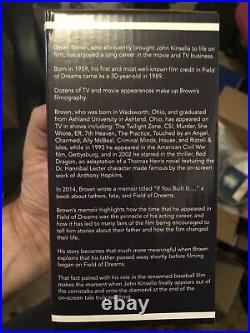 Dwier Brown, who eloquently brought John Kinsella to life on
film, has enjoyed a long career in the movie and TV business.
Born in 1959, his first and most well-known film credit in Field
of Dreams came as a 30-year-old in 1989.
Dozens of TV and movie appearances make up Brown's
filmography.
Brown, who was born in Wadsworth, Ohio, and graduated
from Ashland University in Ashland, Ohio, has appeared on
TV in shows including: The Twilight Zone, CSI, Murder, She
Wrote, ER, 7th Heaven, The Practice, Touched by an Angel,
Charmed, Ally McBeal, Criminal Minds, House, and Rizzoli &
Isles, while in 1993 he appeared in the American Civil War
film, Gettysburg, and in 2002 he starred in the thriller, Red
Dragon, an adaptation of a Thomas Harris novel featuring the
Dr. Hannibal Lecter character made famous by the on-screen
work of Anthony Hopkins.
In 2014, Brown wrote a memoir titled "If You Built It...," a
book about fathers, fate, and Field of Dreams.
Brown's memoir highlights how the time that he appeared in
Field of Dreams was the pinnacle of his acting career, and
how it has led to many fans of the film being encouraged to
tell him stories about their father and how the film changed
their life.
His story becomes that much more meaningful when Brown
explains that his father passed away shortly before filming
began on Field of Dreams.
That fact paired with his role in the renowned baseball film
makes the moment when John Kinsella finally appears out of
the cornstalks and enters the diamond at the end of the
on-screen tale truly touching.